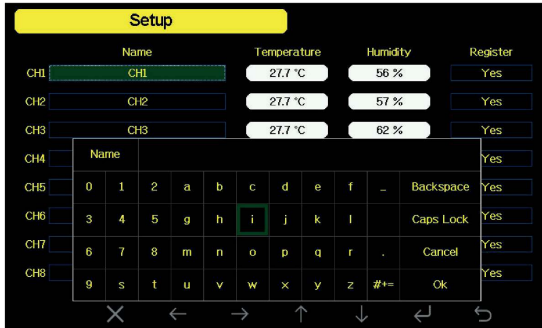 Setup
Name Temperature Humidity Register
CH1 CH1 27.7 °C 56 % Yes
CH2 CH2 27.7 °C 57 % Yes
CH3 CH3 27.7 °C 62 % Yes
CH4 Yes
Name
CH5 Yes
0 1 2 a b c d e f _ Backspace
CH6 Yes
3 4 5 g h i j k l Caps Lock
CH7 Yes
6 7 8 m n o p q r . Cancel
CH8 Yes
9 s t u v w x y z #+= Ok